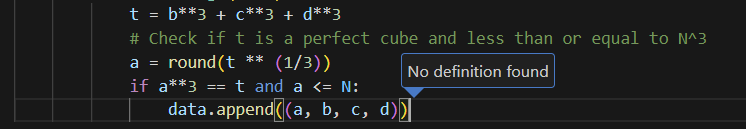 t = b**3 + c**3 + d**3
# Check if t is a perfect cube and less than or equal to N^3
a = round(t ** (1/3))
if a**3 == t and a <= N:
No definition found
data.append((a, b, c, d))